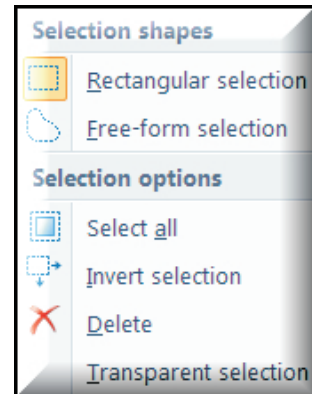 Selection shapes
Rectangular selection
Free-form selection
Selection options
Select all
Invert selection
Delete
Transparent selection